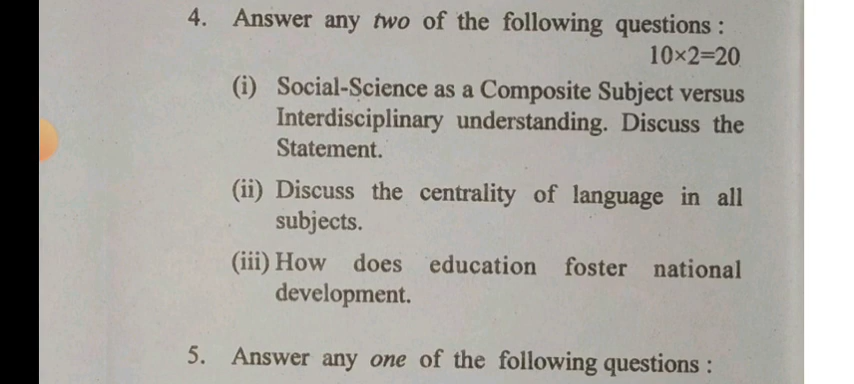 4. Answer any two of the following questions :
10×2=20
(i) Social-Science as a Composite Subject versus
Interdisciplinary understanding. Discuss the
Statement.
(ii) Discuss the centrality of language in all
subjects.
(iii) How does education foster national
development.
5. Answer any one of the following questions :